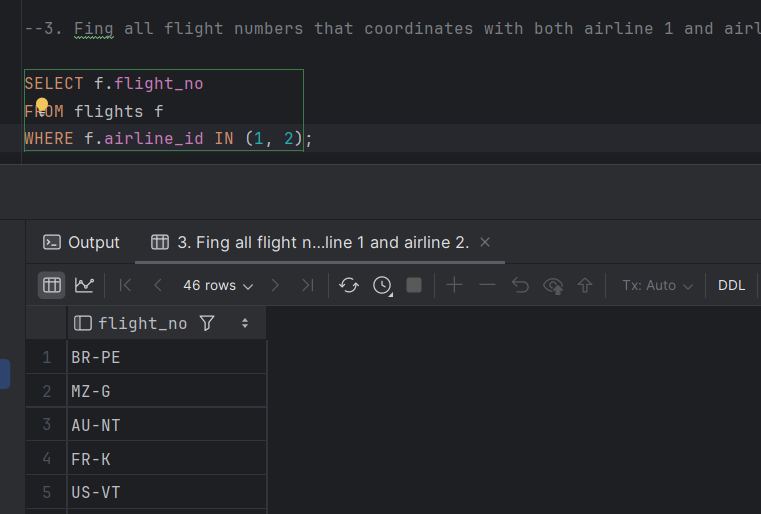 --3. Fing all flight numbers that coordinates with both airline 1 and airl
SELECT f.flight_no
FROM flights f
WHERE f.airline_id IN (1, 2);
Output
3. Fing all flight n...line 1 and airline 2.
46 rows
Tx: Auto
DDL
flight_no
1 BR-PE
2 MZ-G
3 AU-NT
4 FR-K
5 US-VT